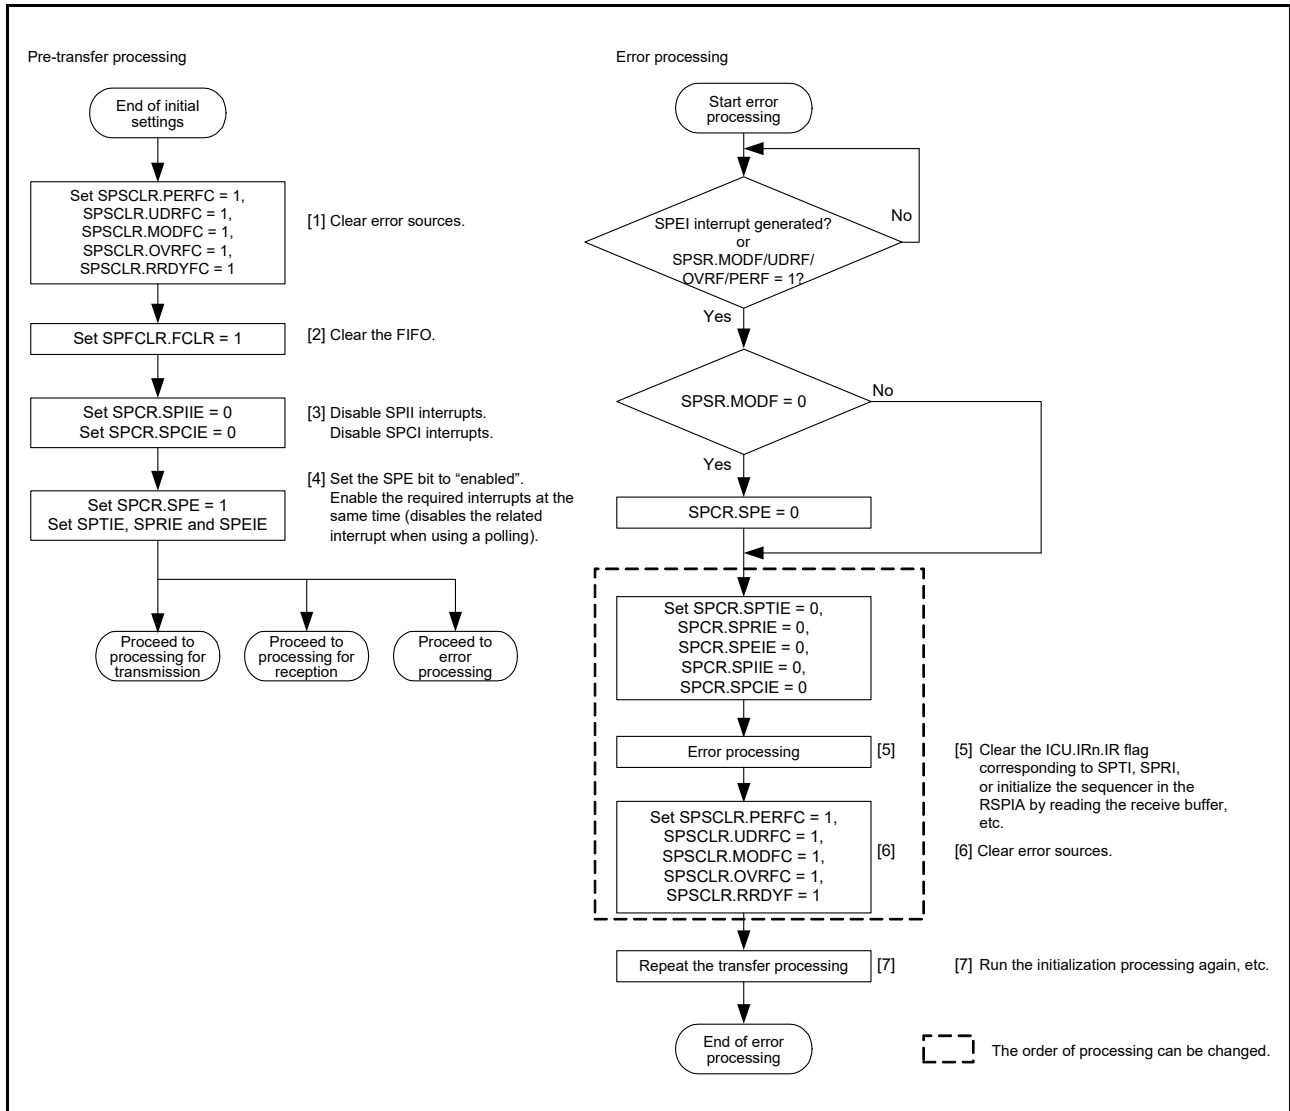 Pre-transfer processing
End of initial
settings
Set SPSCLR.PERFC = 1,
SPSCLR.UDRFC = 1,
SPSCLR.MODFC = 1,
SPSCLR.OVRFC = 1,
SPSCLR.RRDYFC = 1
[1] Clear error sources.
Set SPFCLR.FCLR = 1
[2] Clear the FIFO.
Set SPCR.SPIIE = 0
Set SPCR.SPCIE = 0
[3] Disable SPII interrupts.
Disable SPCI interrupts.
Set SPCR.SPE = 1
Set SPTIE, SPRIE and SPEIE
[4] Set the SPE bit to “enabled”.
Enable the required interrupts at the
same time (disables the related
interrupt when using a polling).
Proceed to
processing for
transmission
Proceed to
processing for
reception
Proceed to
error
processing
Error processing
Start error
processing
SPEI interrupt generated?
or
SPSR.MODF/UDRF/
OVRF/PERF = 1?
No
Yes
SPSR.MODF = 0
No
Yes
SPCR.SPE = 0
Set SPCR.SPTIE = 0,
SPCR.SPRIE = 0,
SPCR.SPEIE = 0,
SPCR.SPIIE = 0,
SPCR.SPCIE = 0
Error processing
[5]
[5] Clear the ICU.IRn.IR flag
corresponding to SPTI, SPRI,
or initialize the sequencer in the
RSPIA by reading the receive buffer,
etc.
Set SPSCLR.PERFC = 1,
SPSCLR.UDRFC = 1,
SPSCLR.MODFC = 1,
SPSCLR.OVRFC = 1,
SPSCLR.RRDYF = 1
[6]
[6] Clear error sources.
Repeat the transfer processing
[7]
[7] Run the initialization processing again, etc.
End of error
processing
The order of processing can be changed.